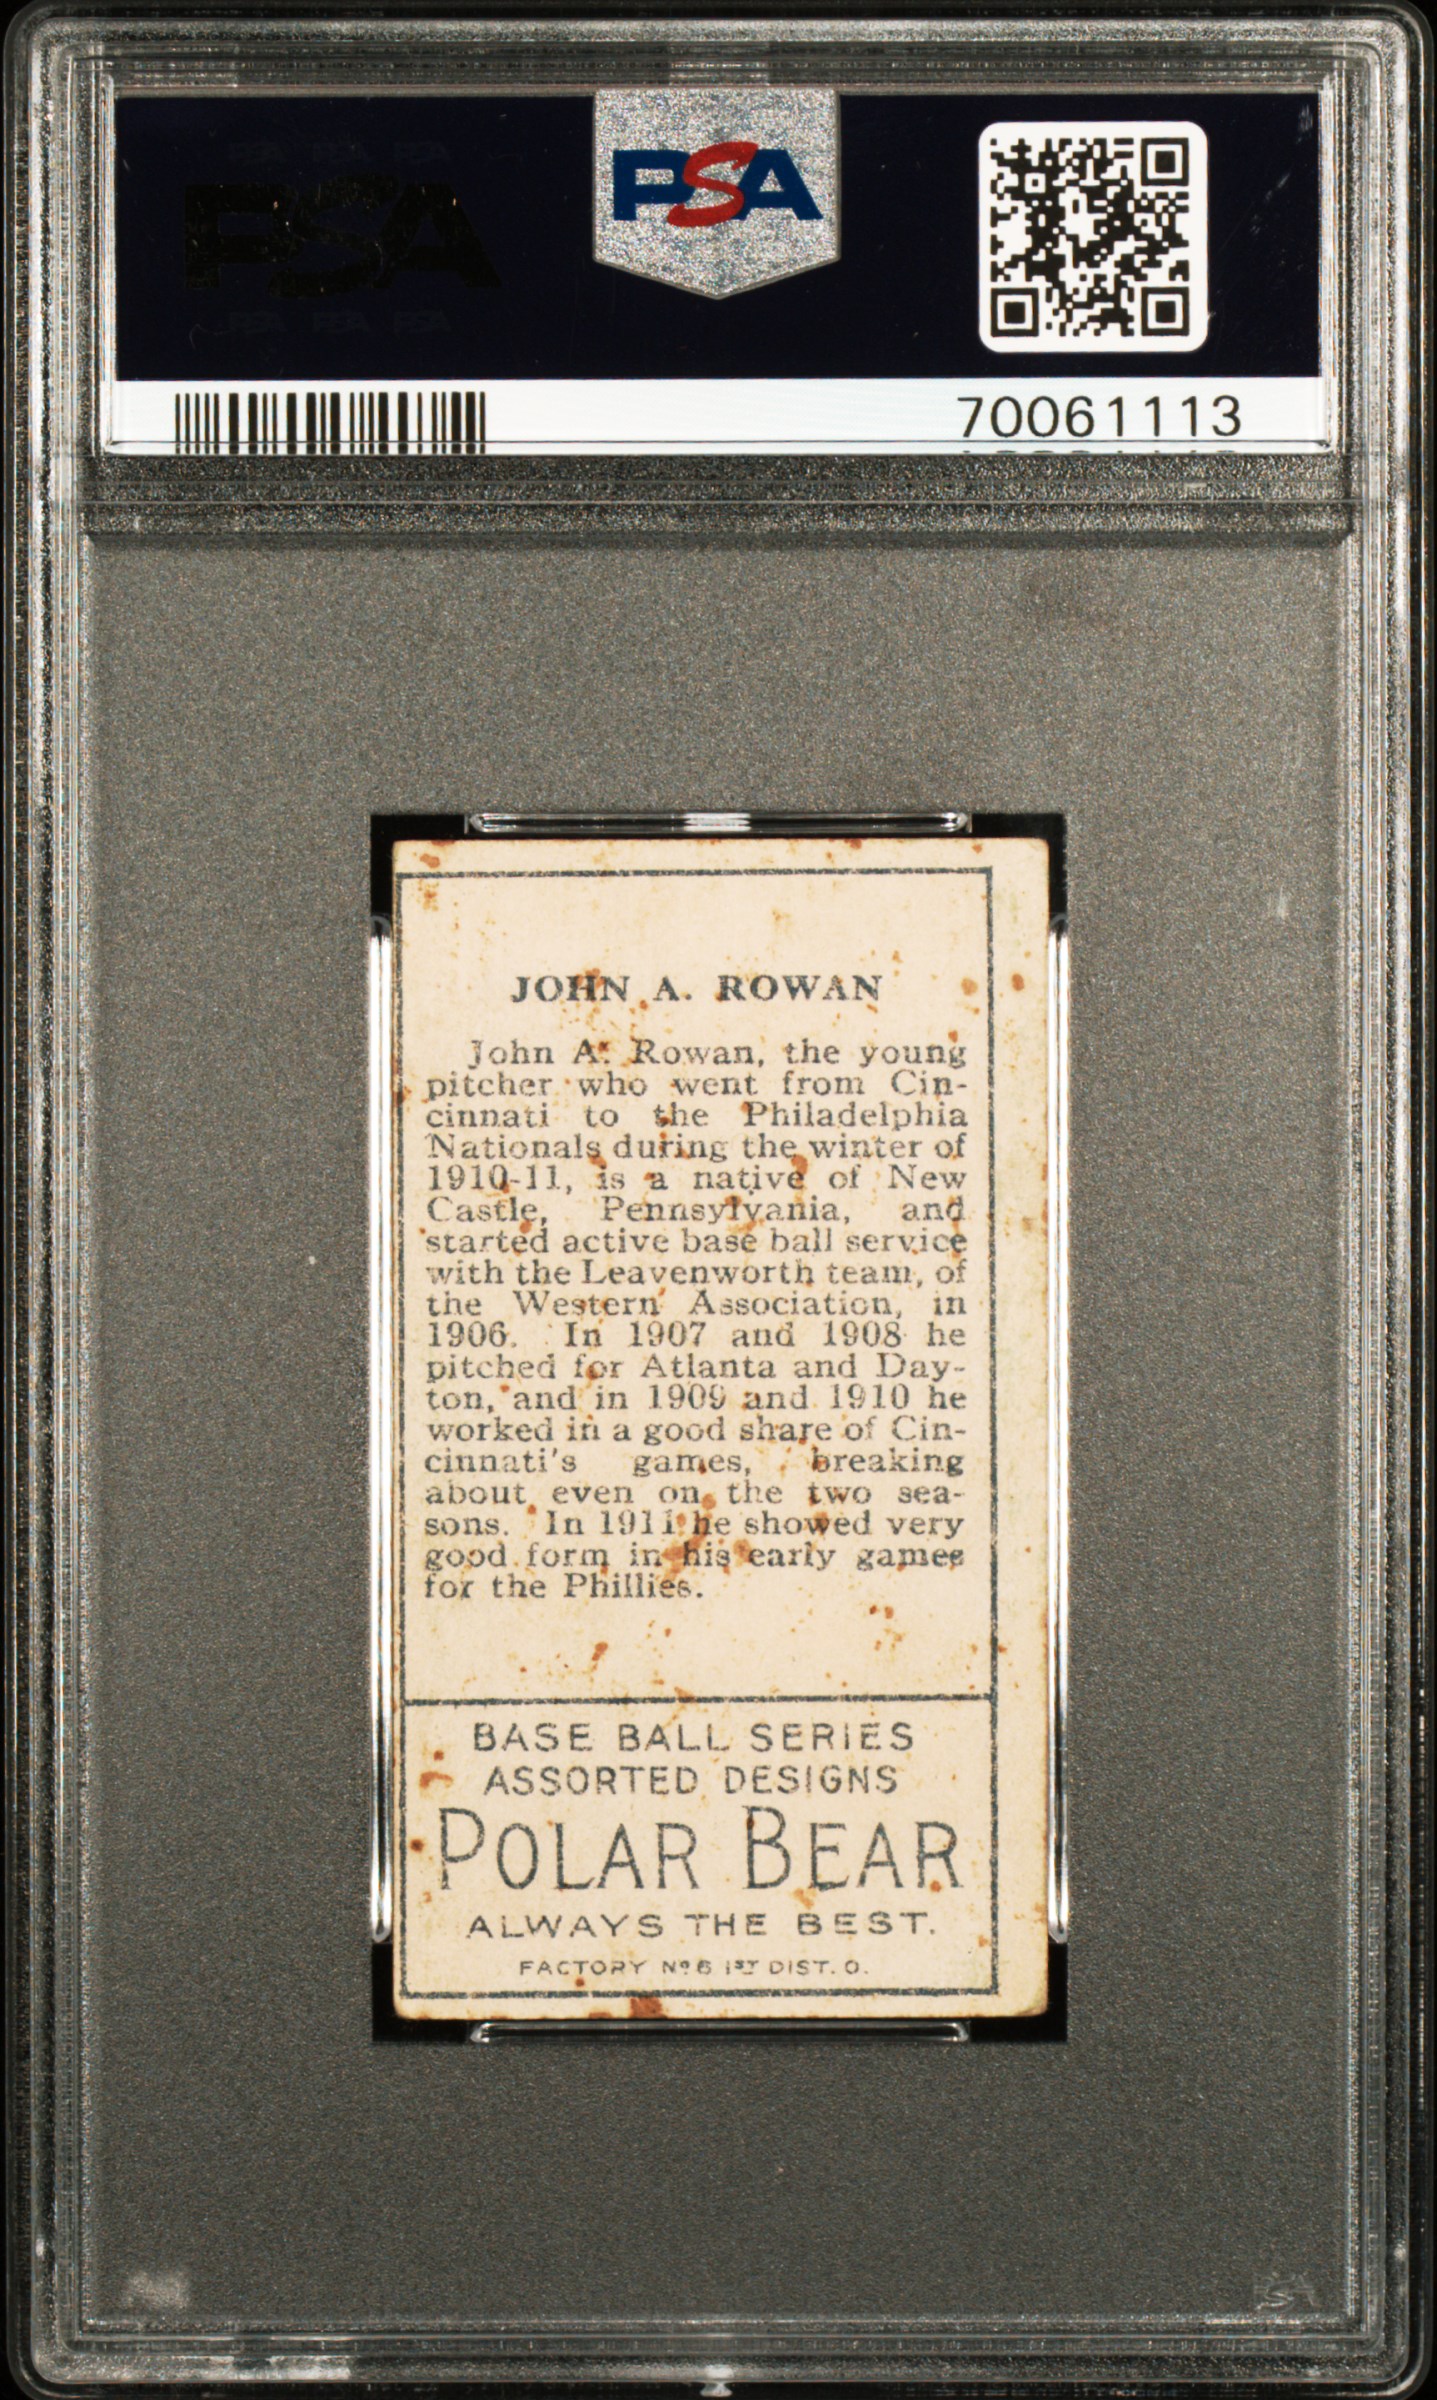 PSA
70061113
JOHN A. ROWAN
John A. Rowan, the young
pitcher who went from Cin-
cinnati to the Philadelphia
Nationals during the winter of
1910-11, is a native of New
Castle, Pennsylvania, and
started active base ball service
with the Leavenworth team, of
the Western Association, in
1906. In 1907 and 1908 he
pitched for Atlanta and Day-
ton, and in 1909 and 1910 he
worked in a good share of Cin-
cinnati's games, breaking
about even on the two sea-
sons. In 1911 he showed very
good form in his early games
for the Phillies.
BASE BALL SERIES
ASSORTED DESIGNS
POLAR BEAR
ALWAYS THE BEST.
FACTORY Nº 6 1ST DIST. O.